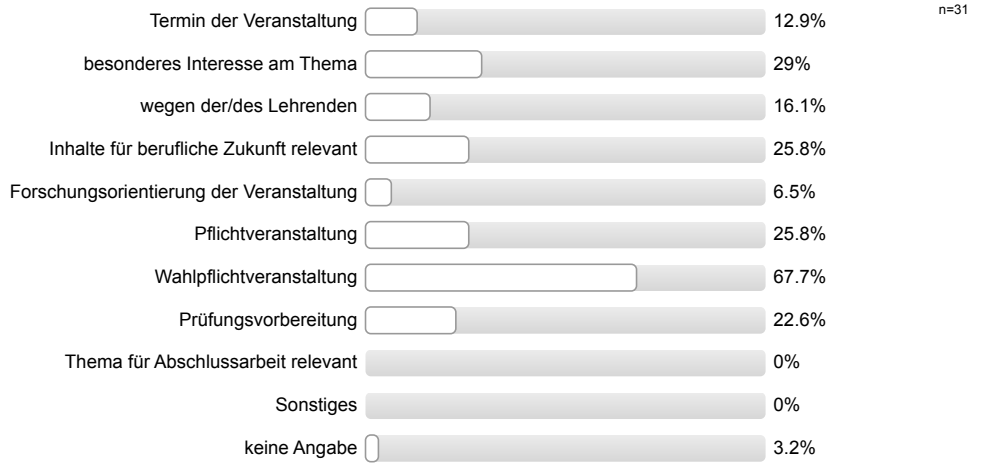 n=31
Termin der Veranstaltung 12.9%
besonderes Interesse am Thema 29%
wegen der/des Lehrenden 16.1%
Inhalte für berufliche Zukunft relevant 25.8%
Forschungsorientierung der Veranstaltung 6.5%
Pflichtveranstaltung 25.8%
Wahlpflichtveranstaltung 67.7%
Prüfungsvorbereitung 22.6%
Thema für Abschlussarbeit relevant 0%
Sonstiges 0%
keine Angabe 3.2%